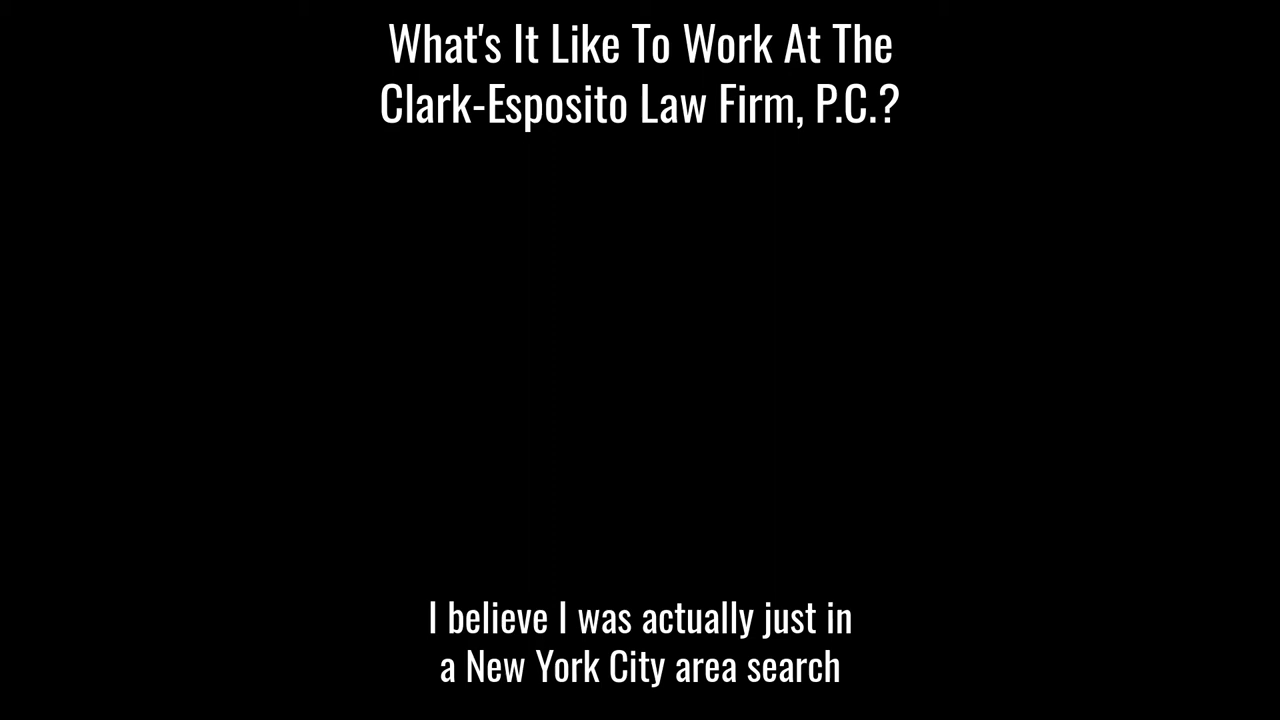 What's It Like To Work At The
Clark-Esposito Law Firm, P.C.?
I believe I was actually just in
a New York City area search